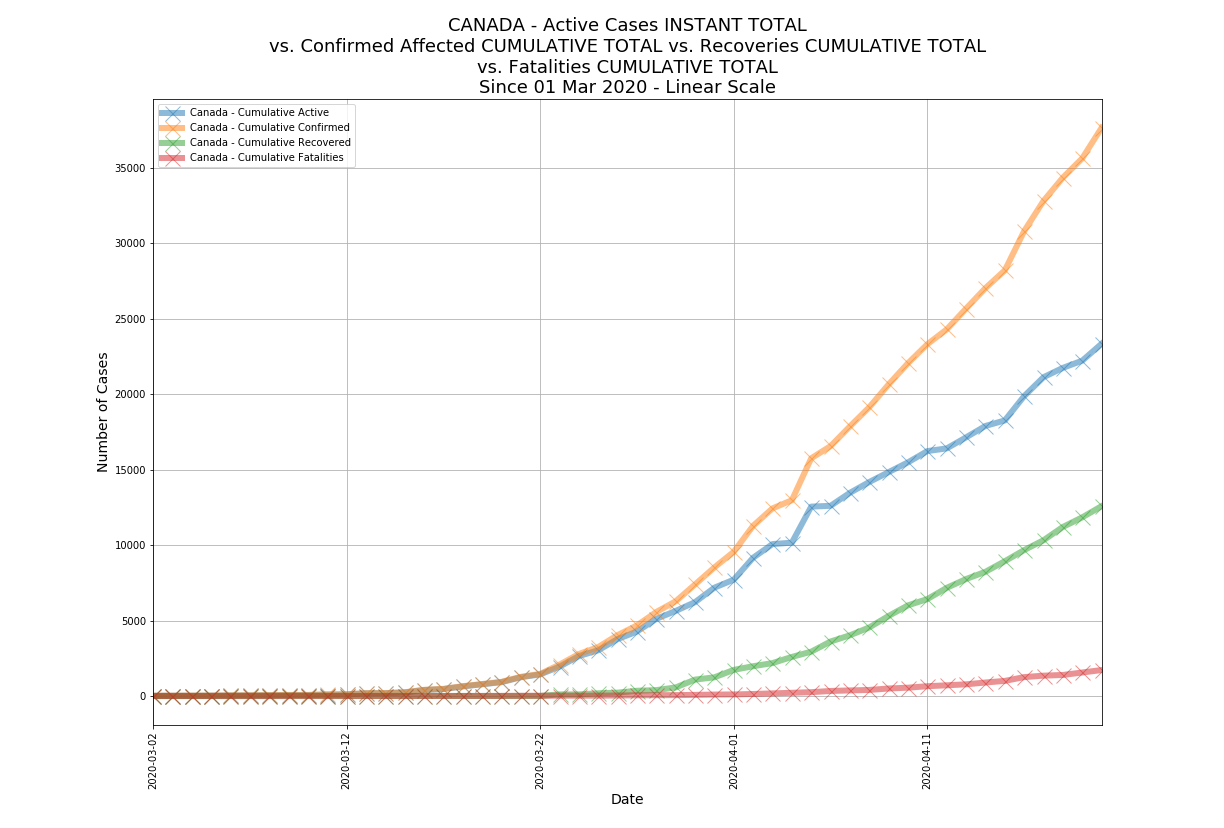 CANADA - Active Cases INSTANT TOTAL
vs. Confirmed Affected CUMULATIVE TOTAL vs. Recoveries CUMULATIVE TOTAL
vs. Fatalities CUMULATIVE TOTAL
Since 01 Mar 2020 - Linear Scale
Canada - Cumulative Active
Canada - Cumulative Confirmed
Canada - Cumulative Recovered
Canada - Cumulative Fatalities
Number of Cases
35000
30000
25000
20000
15000
10000
5000
0
2020-03-02
2020-03-12
2020-03-22
2020-04-01
2020-04-11
Date